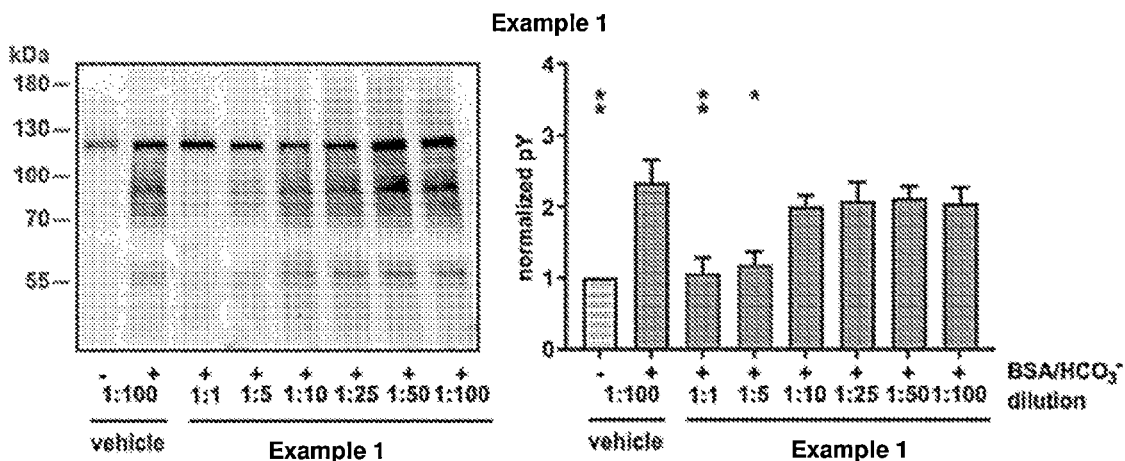 Example 1
kDa
180
130
100
70
55
- + + + + + + +
1:100 1:1 1:5 1:10 1:25 1:50 1:100
vehicle Example 1
normalized pY
4
3
2
1
0
** ** *
- + + + + + + + BSA/HCO₃⁻
1:100 1:1 1:5 1:10 1:25 1:50 1:100 dilution
vehicle Example 1